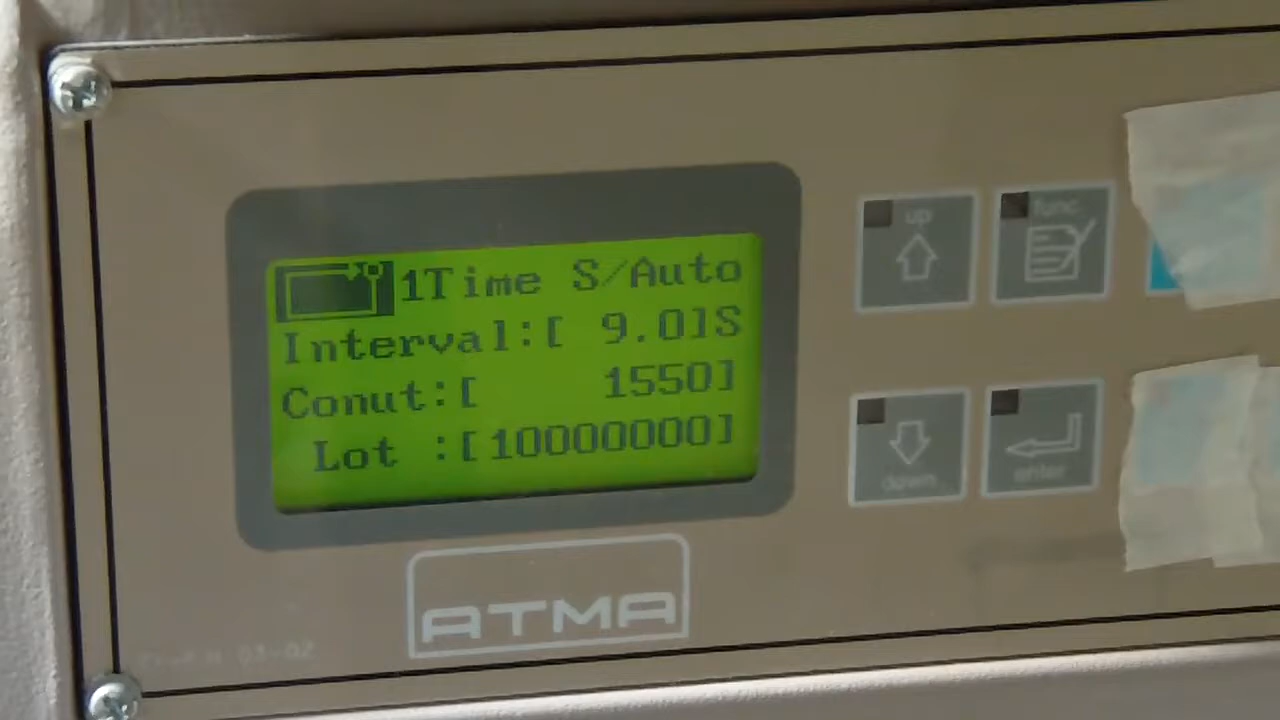 1Time S/Auto
Interval:[ 9.0]S
Conut:[ 1550]
Lot :[10000000]
up
func.
down
enter
ATMA